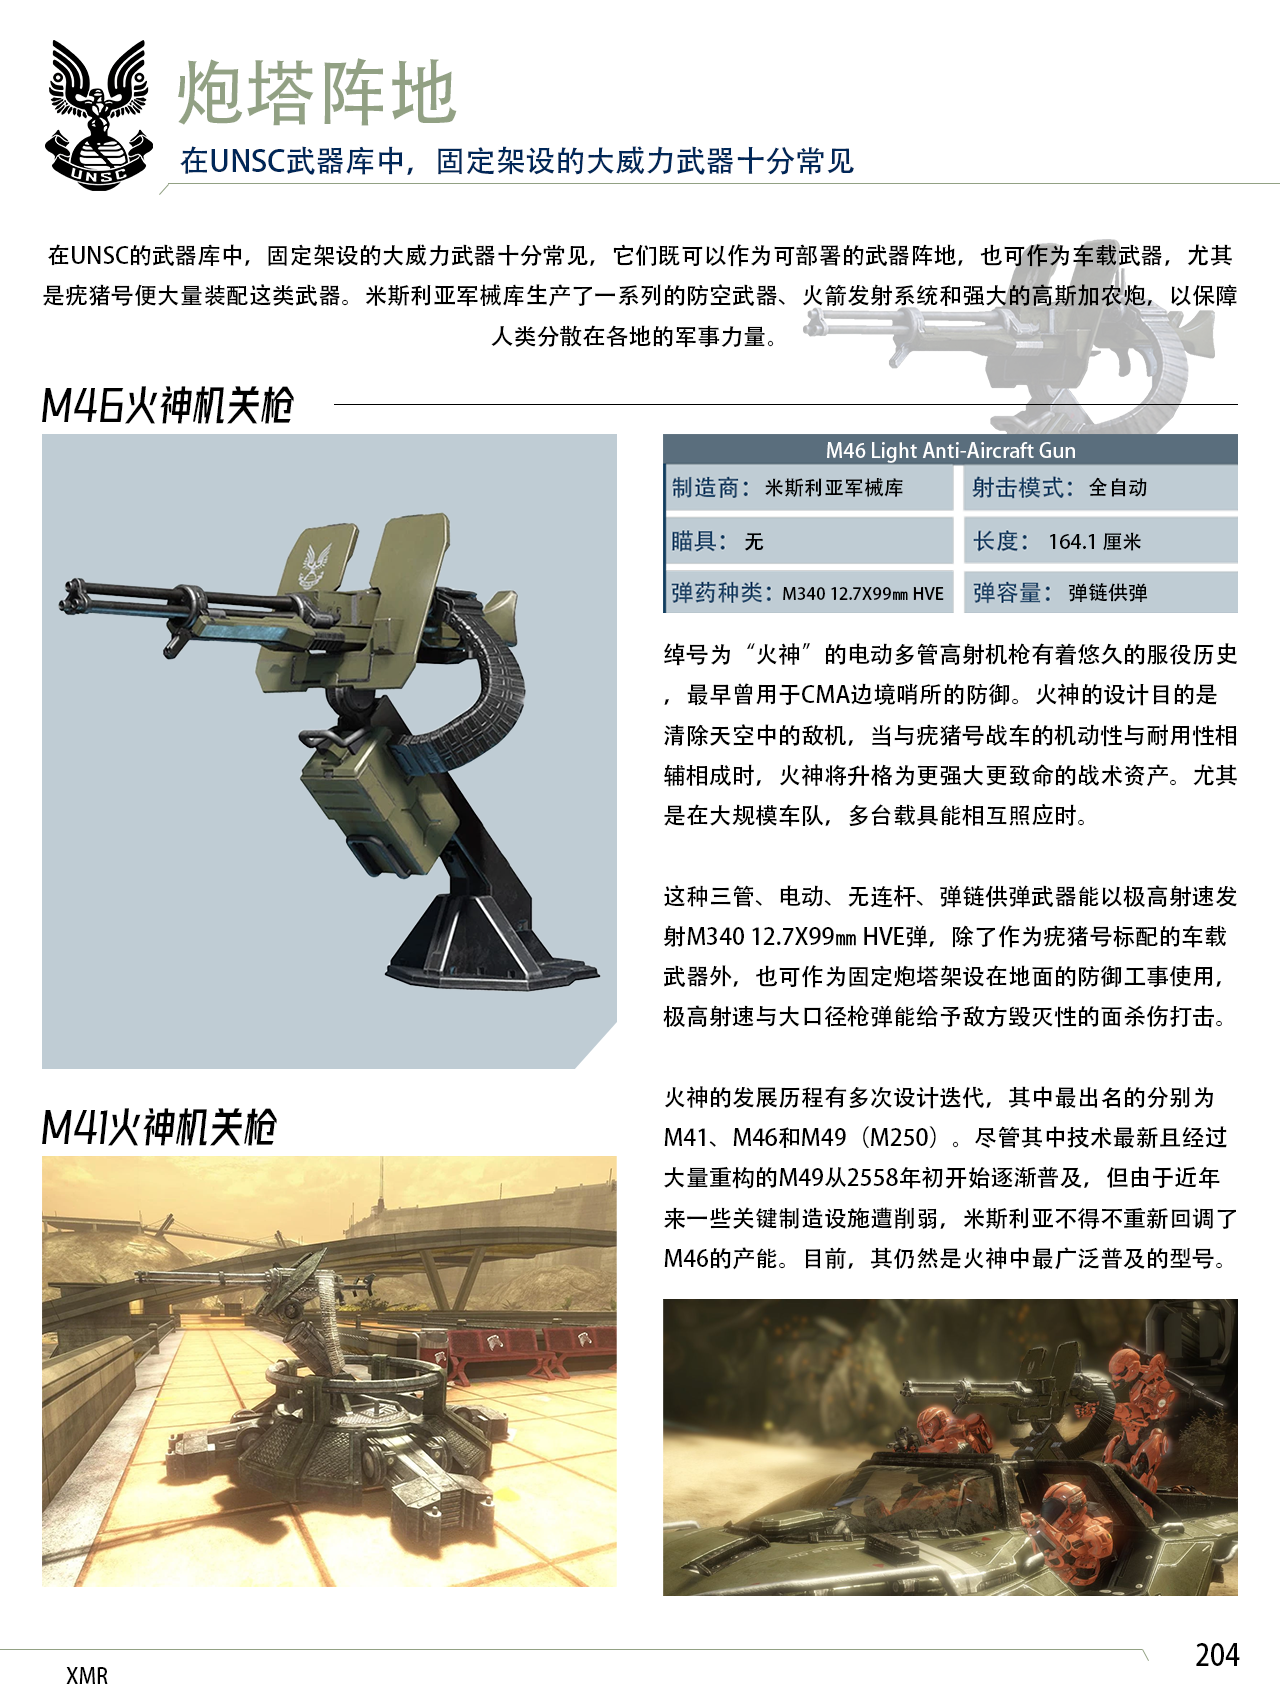 UNSC
炮塔阵地
在UNSC武器库中，固定架设的大威力武器十分常见
在UNSC的武器库中，固定架设的大威力武器十分常见，它们既可以作为可部署的武器阵地，也可作为车载武器，尤其
是疣猪号便大量装配这类武器。米斯利亚军械库生产了一系列的防空武器、火箭发射系统和强大的高斯加农炮，以保障
人类分散在各地的军事力量。
M46火神机关枪
M46 Light Anti-Aircraft Gun
制造商：米斯利亚军械库 射击模式：全自动
瞄具： 无 长度： 164.1 厘米
弹药种类：M340 12.7X99㎜ HVE 弹容量： 弹链供弹
绰号为“火神”的电动多管高射机枪有着悠久的服役历史
，最早曾用于CMA边境哨所的防御。火神的设计目的是
清除天空中的敌机，当与疣猪号战车的机动性与耐用性相
辅相成时，火神将升格为更强大更致命的战术资产。尤其
是在大规模车队，多台载具能相互照应时。
这种三管、电动、无连杆、弹链供弹武器能以极高射速发
射M340 12.7X99㎜ HVE弹，除了作为疣猪号标配的车载
武器外，也可作为固定炮塔架设在地面的防御工事使用，
极高射速与大口径枪弹能给予敌方毁灭性的面杀伤打击。
火神的发展历程有多次设计迭代，其中最出名的分别为
M41、M46和M49（M250）。尽管其中技术最新且经过
大量重构的M49从2558年初开始逐渐普及，但由于近年
来一些关键制造设施遭削弱，米斯利亚不得不重新回调了
M46的产能。目前，其仍然是火神中最广泛普及的型号。
M41火神机关枪
204
XMR